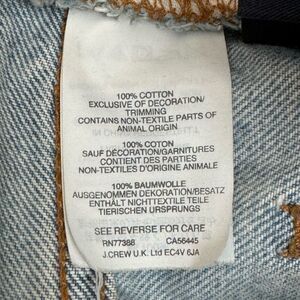 100% COTTON
EXCLUSIVE OF DECORATION/
TRIMMING
CONTAINS NON-TEXTILE PARTS OF
ANIMAL ORIGIN
100% COTON
SAUF DÉCORATION/GARNITURES
CONTIENT DES PARTIES
NON-TEXTILES D'ORIGINE ANIMALE
100% BAUMWOLLE
AUSGENOMMEN DEKORATION/BESATZ
ENTHÄLT NICHTTEXTILE TEILE
TIERISCHEN URSPRUNGS
SEE REVERSE FOR CARE
RN77388 CA56445
J.CREW U.K. Ltd EC4V 6JA